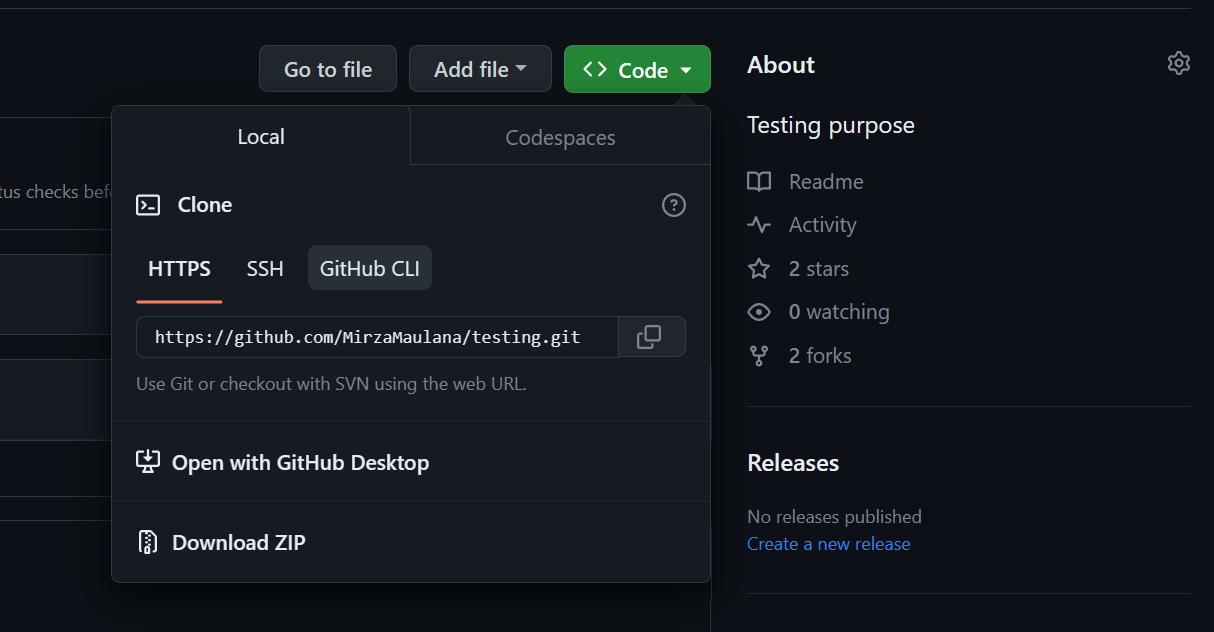 Go to file
Add file
Code
Local
Codespaces
tus checks bef
Clone
HTTPS
SSH
GitHub CLI
https://github.com/MirzaMaulana/testing.git
Use Git or checkout with SVN using the web URL.
Open with GitHub Desktop
Download ZIP
About
Testing purpose
Readme
Activity
2 stars
0 watching
2 forks
Releases
No releases published
Create a new release